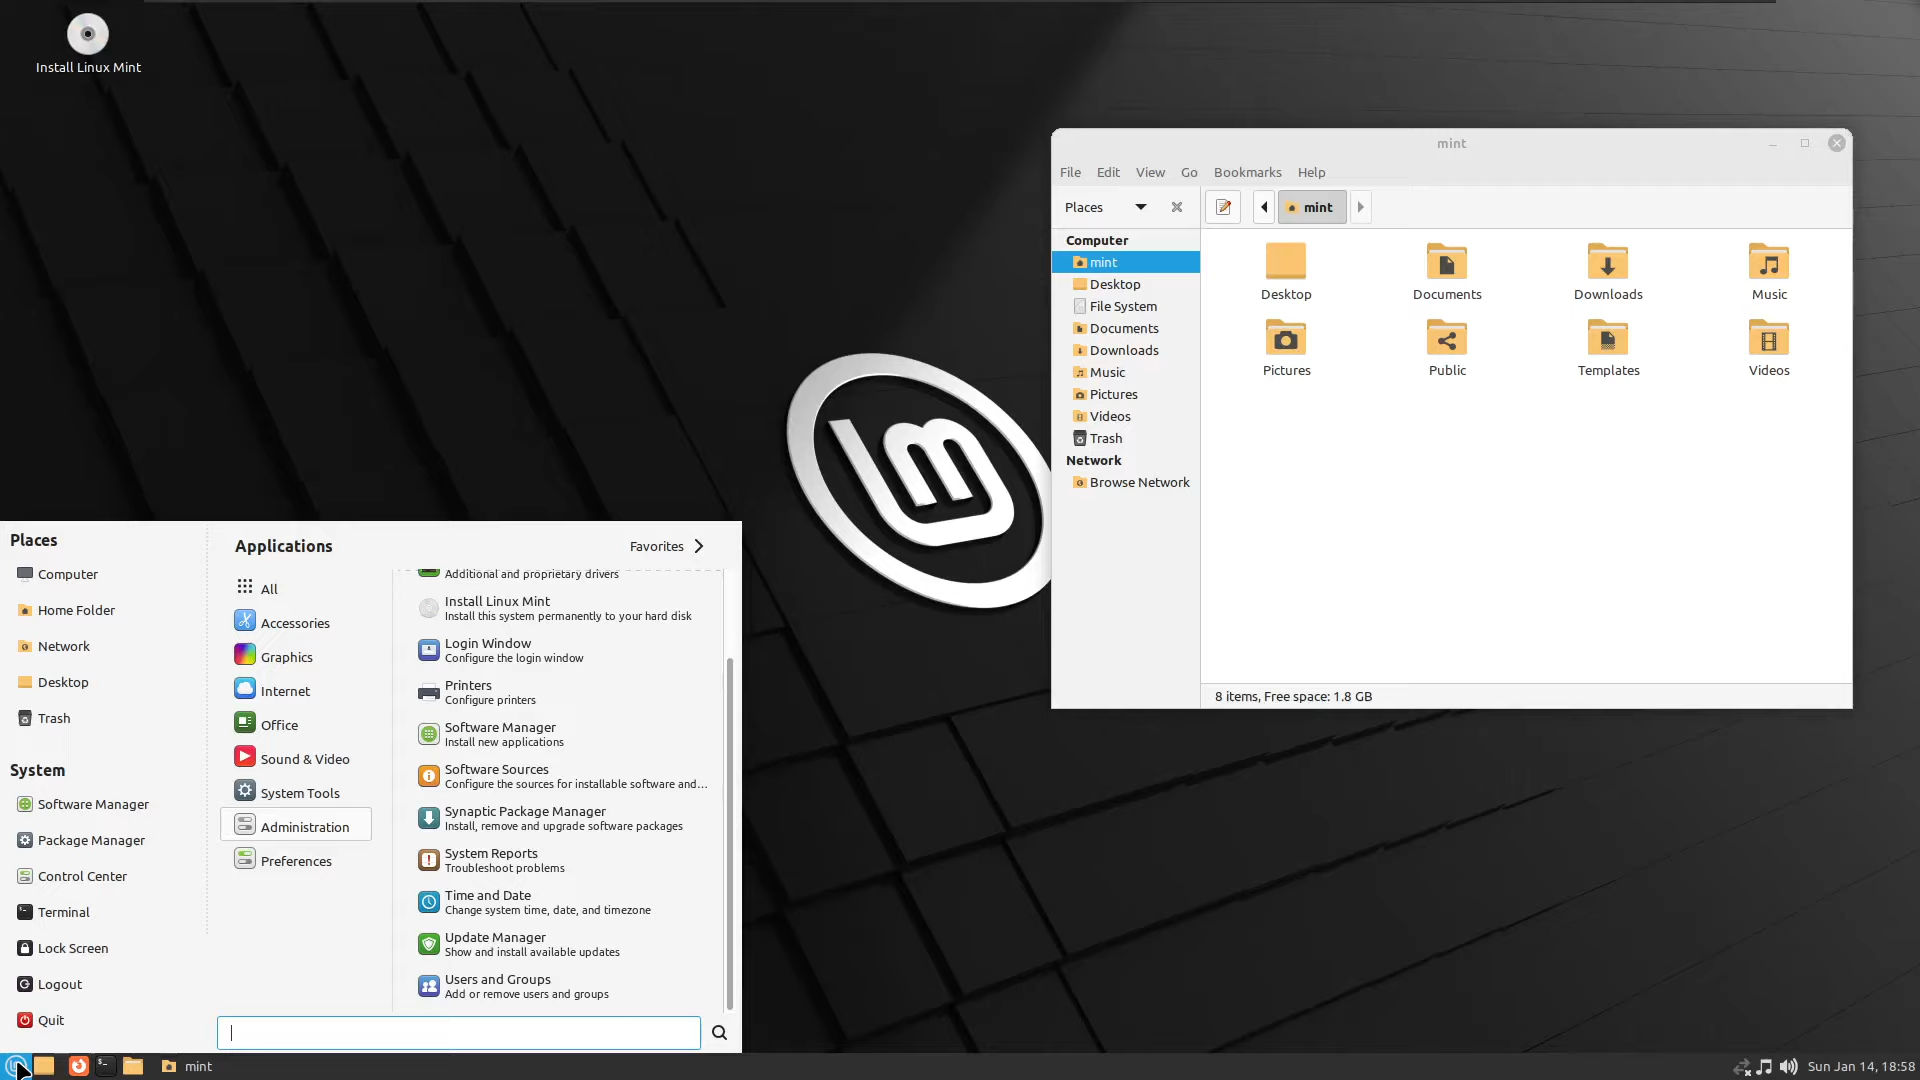 Install Linux Mint
mint
File Edit View Go Bookmarks Help
Places
mint
Computer
mint
Desktop
File System
Documents
Downloads
Music
Pictures
Videos
Trash
Network
Browse Network
Desktop Documents Downloads Music
Pictures Public Templates Videos
8 items, Free space: 1.8 GB
Places
Computer
Home Folder
Network
Desktop
Trash
System
Software Manager
Package Manager
Control Center
Terminal
Lock Screen
Logout
Quit
Applications
Favorites
All
Accessories
Graphics
Internet
Office
Sound & Video
System Tools
Administration
Preferences
Additional and proprietary drivers
Install Linux Mint
Install this system permanently to your hard disk
Login Window
Configure the login window
Printers
Configure printers
Software Manager
Install new applications
Software Sources
Configure the sources for installable software and...
Synaptic Package Manager
Install, remove and upgrade software packages
System Reports
Troubleshoot problems
Time and Date
Change system time, date, and timezone
Update Manager
Show and install available updates
Users and Groups
Add or remove users and groups
mint
Sun Jan 14, 18:58